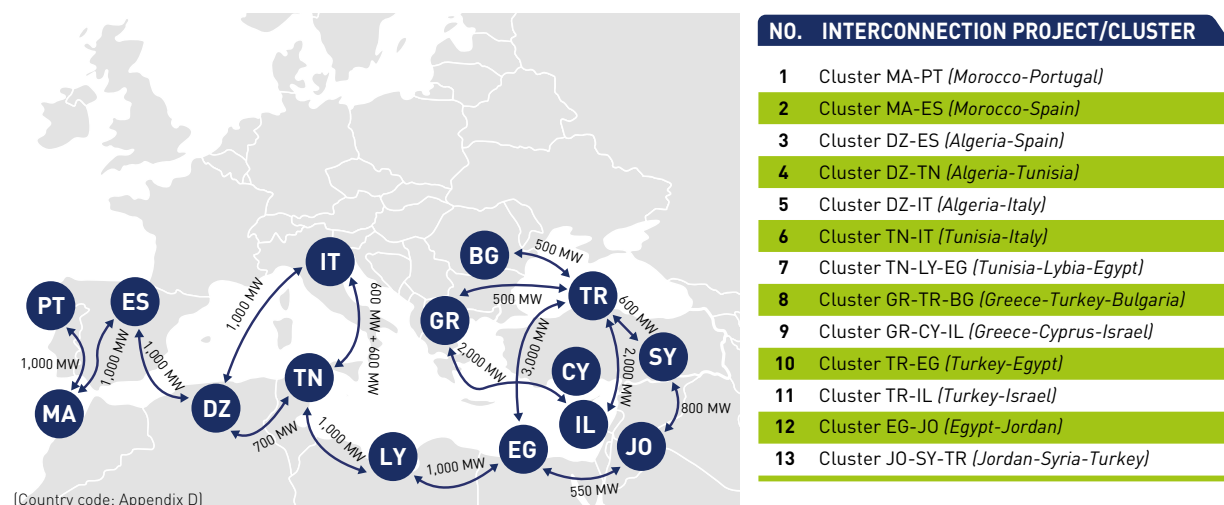 BG
500 MW
IT
TR
500 MW
ES
PT
GR
1,000 MW
600 MW + 600 MW
600 MW
3,000 MW
2,000 MW
SY
2,000 MW
CY
1,000 MW
1,000 MW
1,000 MW
TN
MA
DZ
700 MW
1,000 MW
IL
800 MW
LY
1,000 MW
EG
JO
550 MW
(Country code: Appendix D)
NO. INTERCONNECTION PROJECT/CLUSTER
1 Cluster MA-PT (Morocco-Portugal)
2 Cluster MA-ES (Morocco-Spain)
3 Cluster DZ-ES (Algeria-Spain)
4 Cluster DZ-TN (Algeria-Tunisia)
5 Cluster DZ-IT (Algeria-Italy)
6 Cluster TN-IT (Tunisia-Italy)
7 Cluster TN-LY-EG (Tunisia-Lybia-Egypt)
8 Cluster GR-TR-BG (Greece-Turkey-Bulgaria)
9 Cluster GR-CY-IL (Greece-Cyprus-Israel)
10 Cluster TR-EG (Turkey-Egypt)
11 Cluster TR-IL (Turkey-Israel)
12 Cluster EG-JO (Egypt-Jordan)
13 Cluster JO-SY-TR (Jordan-Syria-Turkey)